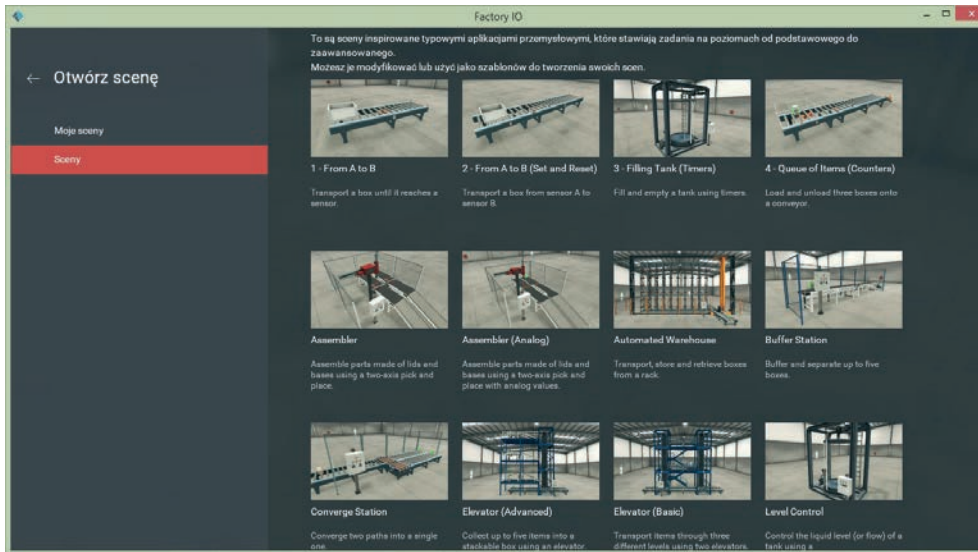 Factory IO
To są sceny inspirowane typowymi aplikacjami przemysłowymi, które stawiają zadania na poziomach od podstawowego do
zaawansowanego.
Możesz je modyfikować lub użyć jako szablonów do tworzenia swoich scen.
← Otwórz scenę
Moje sceny
Sceny
1 - From A to B
Transport a box until it reaches a
sensor.
2 - From A to B (Set and Reset)
Transport a box from sensor A to
sensor B.
3 - Filling Tank (Timers)
Fill and empty a tank using timers.
4 - Queue of Items (Counters)
Load and unload three boxes onto
a conveyor.
Assembler
Assemble parts made of lids and
bases using a two-axis pick and
place.
Assembler (Analog)
Assemble parts made of lids and
bases using a two-axis pick and
place with analog values.
Automated Warehouse
Transport, store and retrieve boxes
from a rack.
Buffer Station
Buffer and separate up to five
boxes.
Converge Station
Converge two paths into a single
one.
Elevator (Advanced)
Collect up to five items into a
stackable box using an elevator
Elevator (Basic)
Transport items through three
different levels using two elevators.
Level Control
Control the liquid level (or flow) of a
tank using a